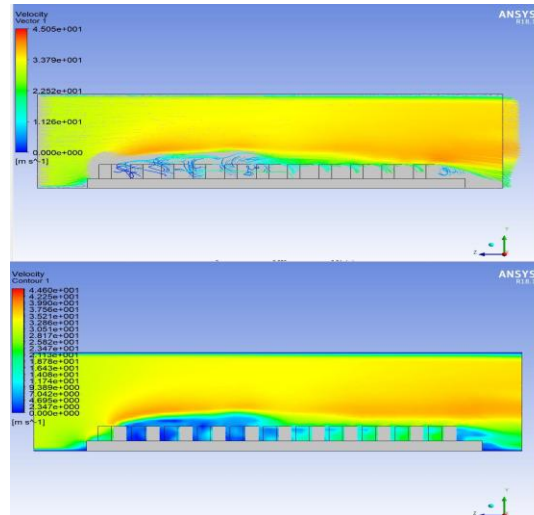 Velocity
Vector 1
4.505e+001
3.379e+001
2.252e+001
1.126e+001
0.000e+000
[m s^-1]
ANSYS
R18.1
Y
Z
Velocity
Contour 1
4.460e+001
4.225e+001
3.990e+001
3.756e+001
3.521e+001
3.286e+001
3.051e+001
2.817e+001
2.582e+001
2.347e+001
2.113e+001
1.878e+001
1.643e+001
1.408e+001
1.174e+001
9.389e+000
7.042e+000
4.695e+000
2.347e+000
0.000e+000
[m s^-1]
ANSYS
Y
Z